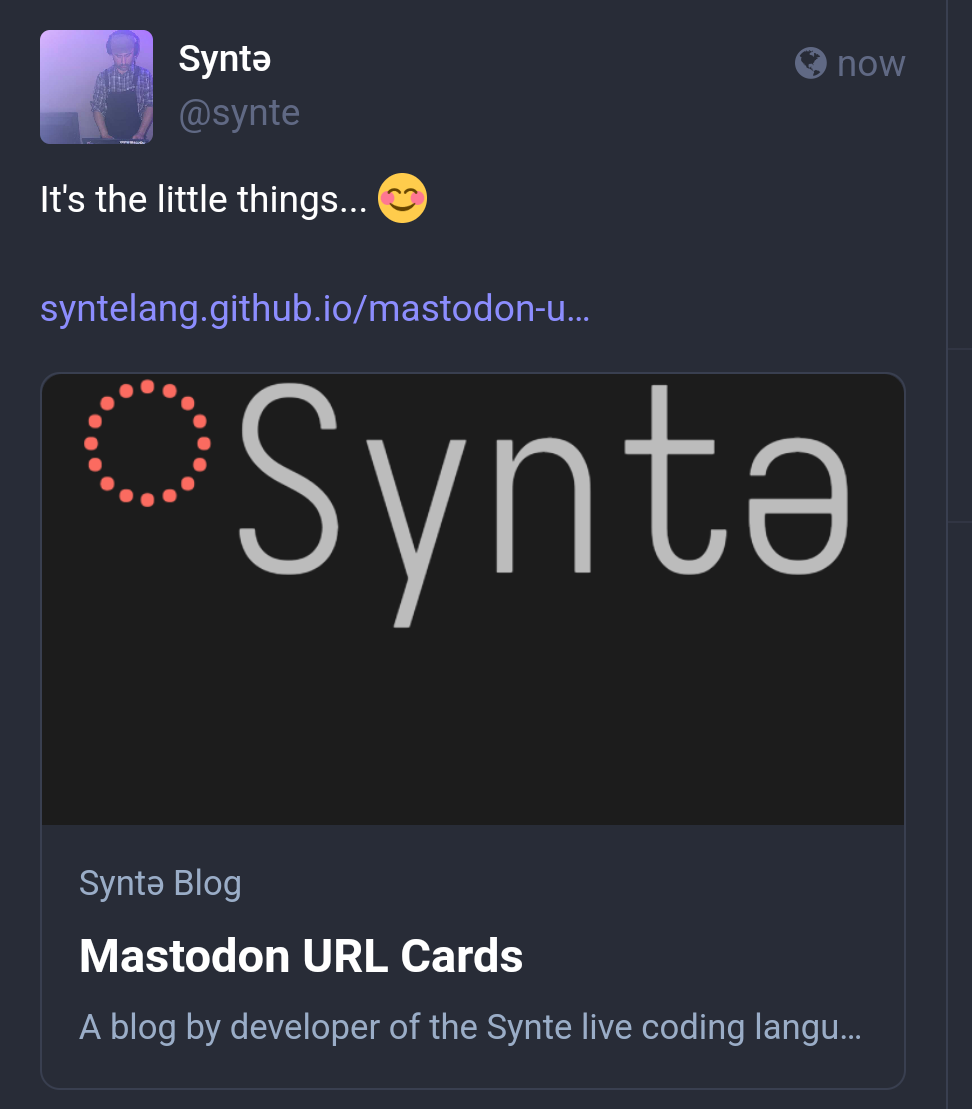 Syntə
now
@synte
It's the little things... 😊
syntelang.github.io/mastodon-u…
Syntə
Syntə Blog
Mastodon URL Cards
A blog by developer of the Synte live coding langu…